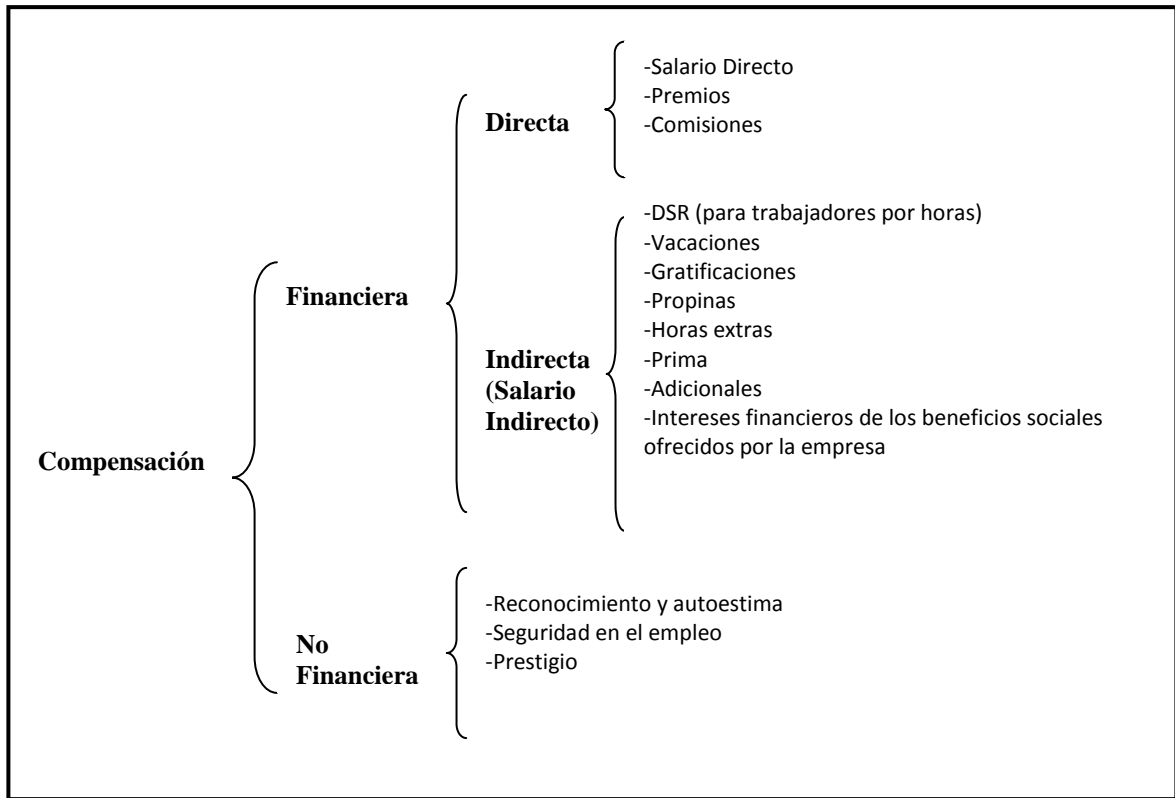 Compensación
Financiera
Directa
-Salario Directo
-Premios
-Comisiones
Indirecta
(Salario
Indirecto)
-DSR (para trabajadores por horas)
-Vacaciones
-Gratificaciones
-Propinas
-Horas extras
-Prima
-Adicionales
-Intereses financieros de los beneficios sociales
ofrecidos por la empresa
No
Financiera
-Reconocimiento y autoestima
-Seguridad en el empleo
-Prestigio